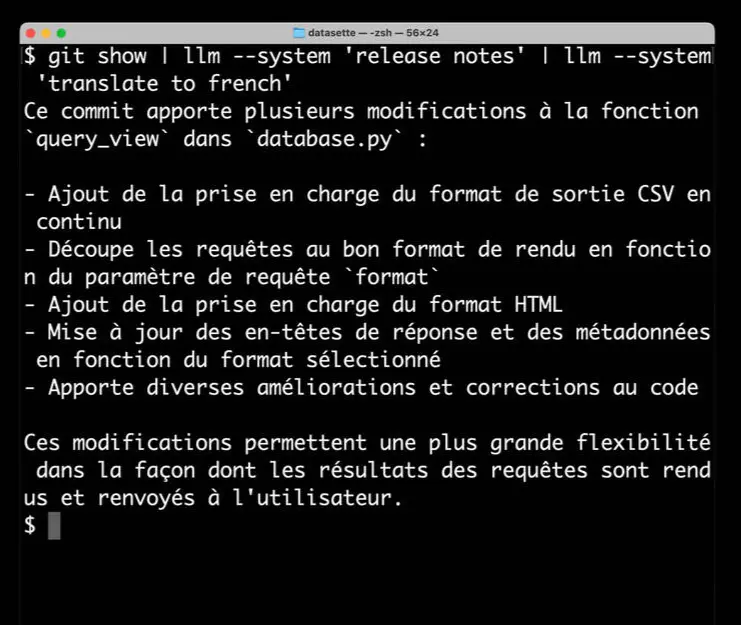 datasette — -zsh — 56×24
$ git show | llm --system 'release notes' | llm --system
'translate to french'
Ce commit apporte plusieurs modifications à la fonction
`query_view` dans `database.py` :
- Ajout de la prise en charge du format de sortie CSV en
continu
- Découpe les requêtes au bon format de rendu en fonctio
n du paramètre de requête `format`
- Ajout de la prise en charge du format HTML
- Mise à jour des en-têtes de réponse et des métadonnées
en fonction du format sélectionné
- Apporte diverses améliorations et corrections au code
Ces modifications permettent une plus grande flexibilité
dans la façon dont les résultats des requêtes sont rend
us et renvoyés à l'utilisateur.
$